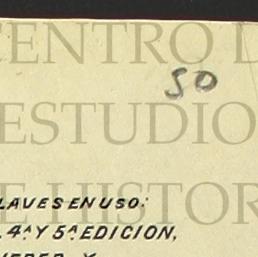 CENTRO D
50
ESTUDIO
E HISTOR
LAVES EN USO:
4ª Y 5ª EDICION,